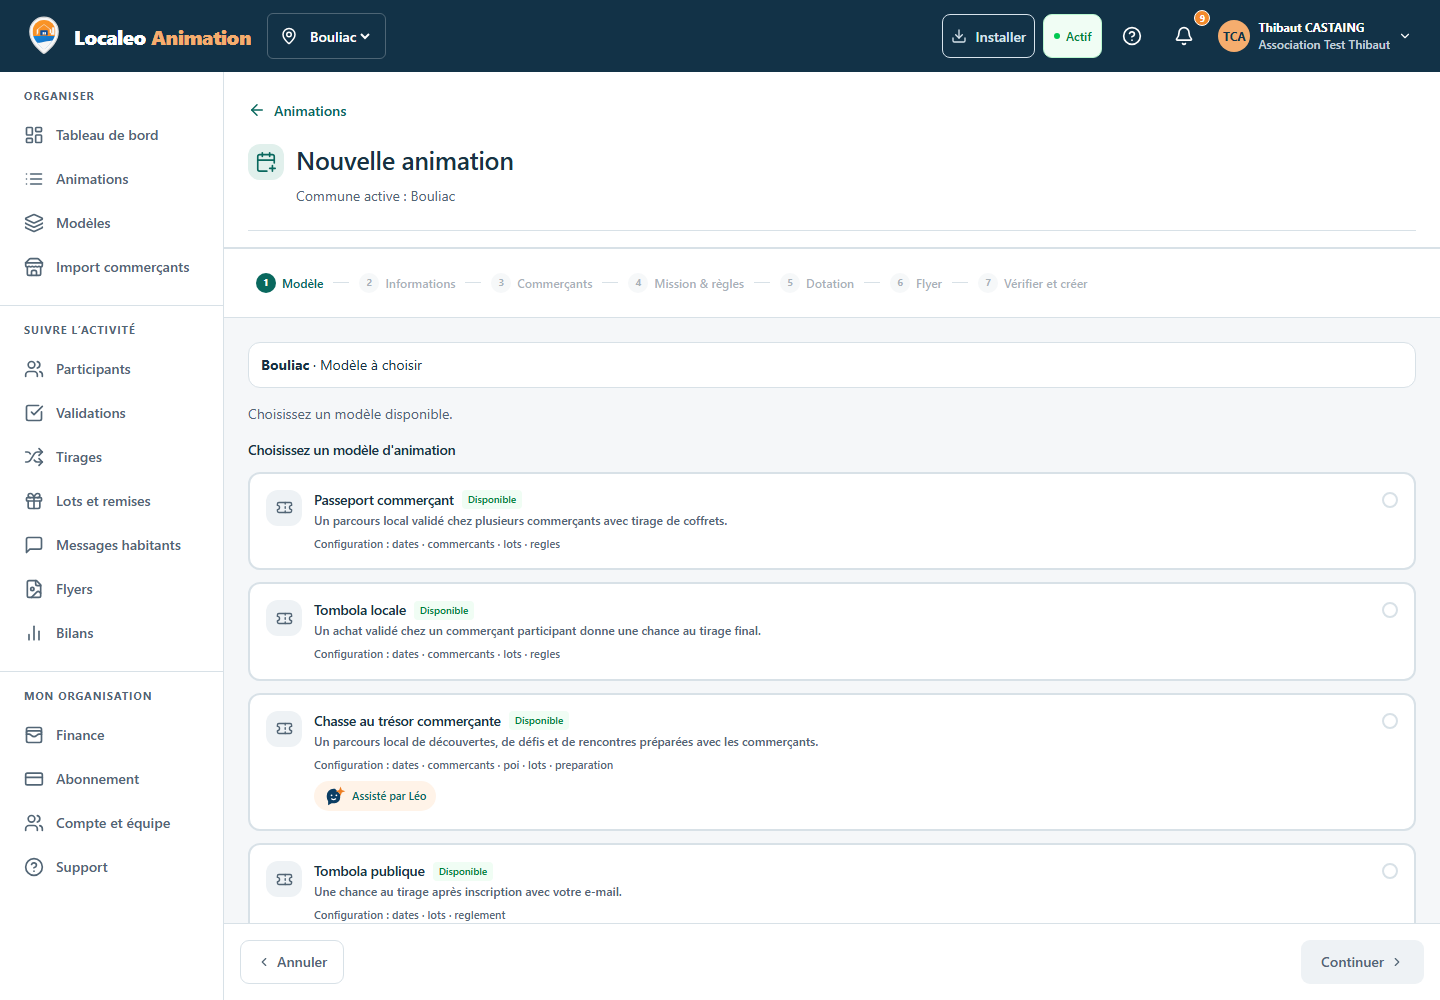 Localeo Animation
Bouliac
Installer
Actif
9
TCA
Thibaut CASTAING
Association Test Thibaut
ORGANISER
Tableau de bord
Animations
Modèles
Import commerçants
SUIVRE L'ACTIVITÉ
Participants
Validations
Tirages
Lots et remises
Messages habitants
Flyers
Bilans
MON ORGANISATION
Finance
Abonnement
Compte et équipe
Support
Animations
Nouvelle animation
Commune active : Bouliac
1 Modèle
2 Informations
3 Commerçants
4 Mission & règles
5 Dotation
6 Flyer
7 Vérifier et créer
Bouliac · Modèle à choisir
Choisissez un modèle disponible.
Choisissez un modèle d'animation
Passeport commerçant Disponible
Un parcours local validé chez plusieurs commerçants avec tirage de coffrets.
Configuration : dates · commercants · lots · regles
Tombola locale Disponible
Un achat validé chez un commerçant participant donne une chance au tirage final.
Configuration : dates · commercants · lots · regles
Chasse au trésor commerçante Disponible
Un parcours local de découvertes, de défis et de rencontres préparées avec les commerçants.
Configuration : dates · commercants · poi · lots · preparation
Assisté par Léo
Tombola publique Disponible
Une chance au tirage après inscription avec votre e-mail.
Configuration : dates · lots · reglement
Annuler
Continuer